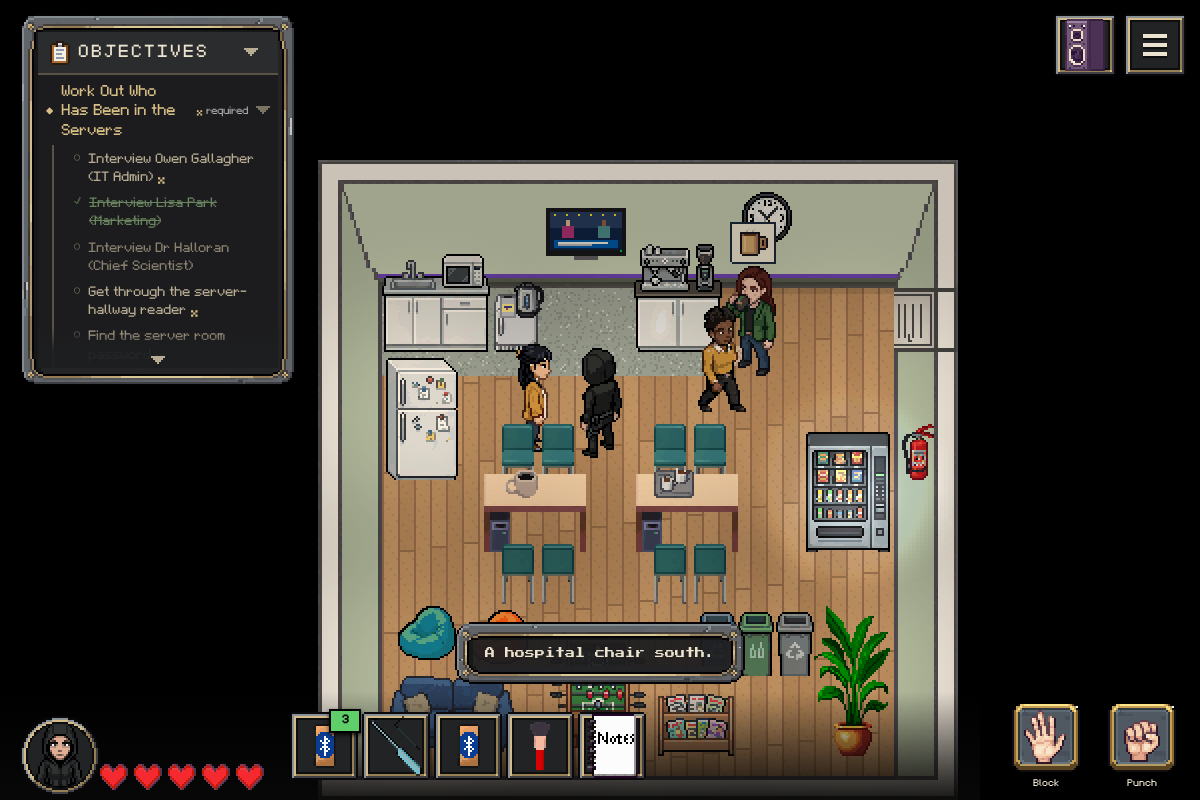 OBJECTIVES
Work Out Who
Has Been in the
Servers
x required
Interview Owen Gallagher
(IT Admin) x
Interview Lisa Park
(Marketing)
Interview Dr Halloran
(Chief Scientist)
Get through the server-
hallway reader x
Find the server room
A hospital chair south.
3
Notes
Block
Punch